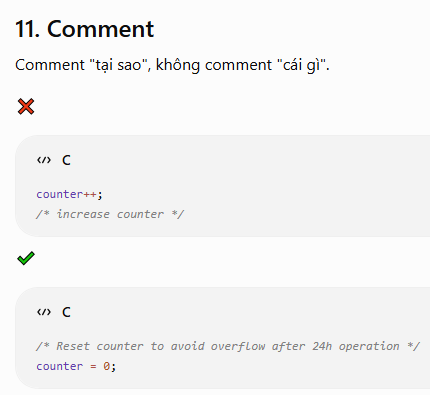 11. Comment
Comment "tại sao", không comment "cái gì".
C
counter++;
/* increase counter */
C
/* Reset counter to avoid overflow after 24h operation */
counter = 0;